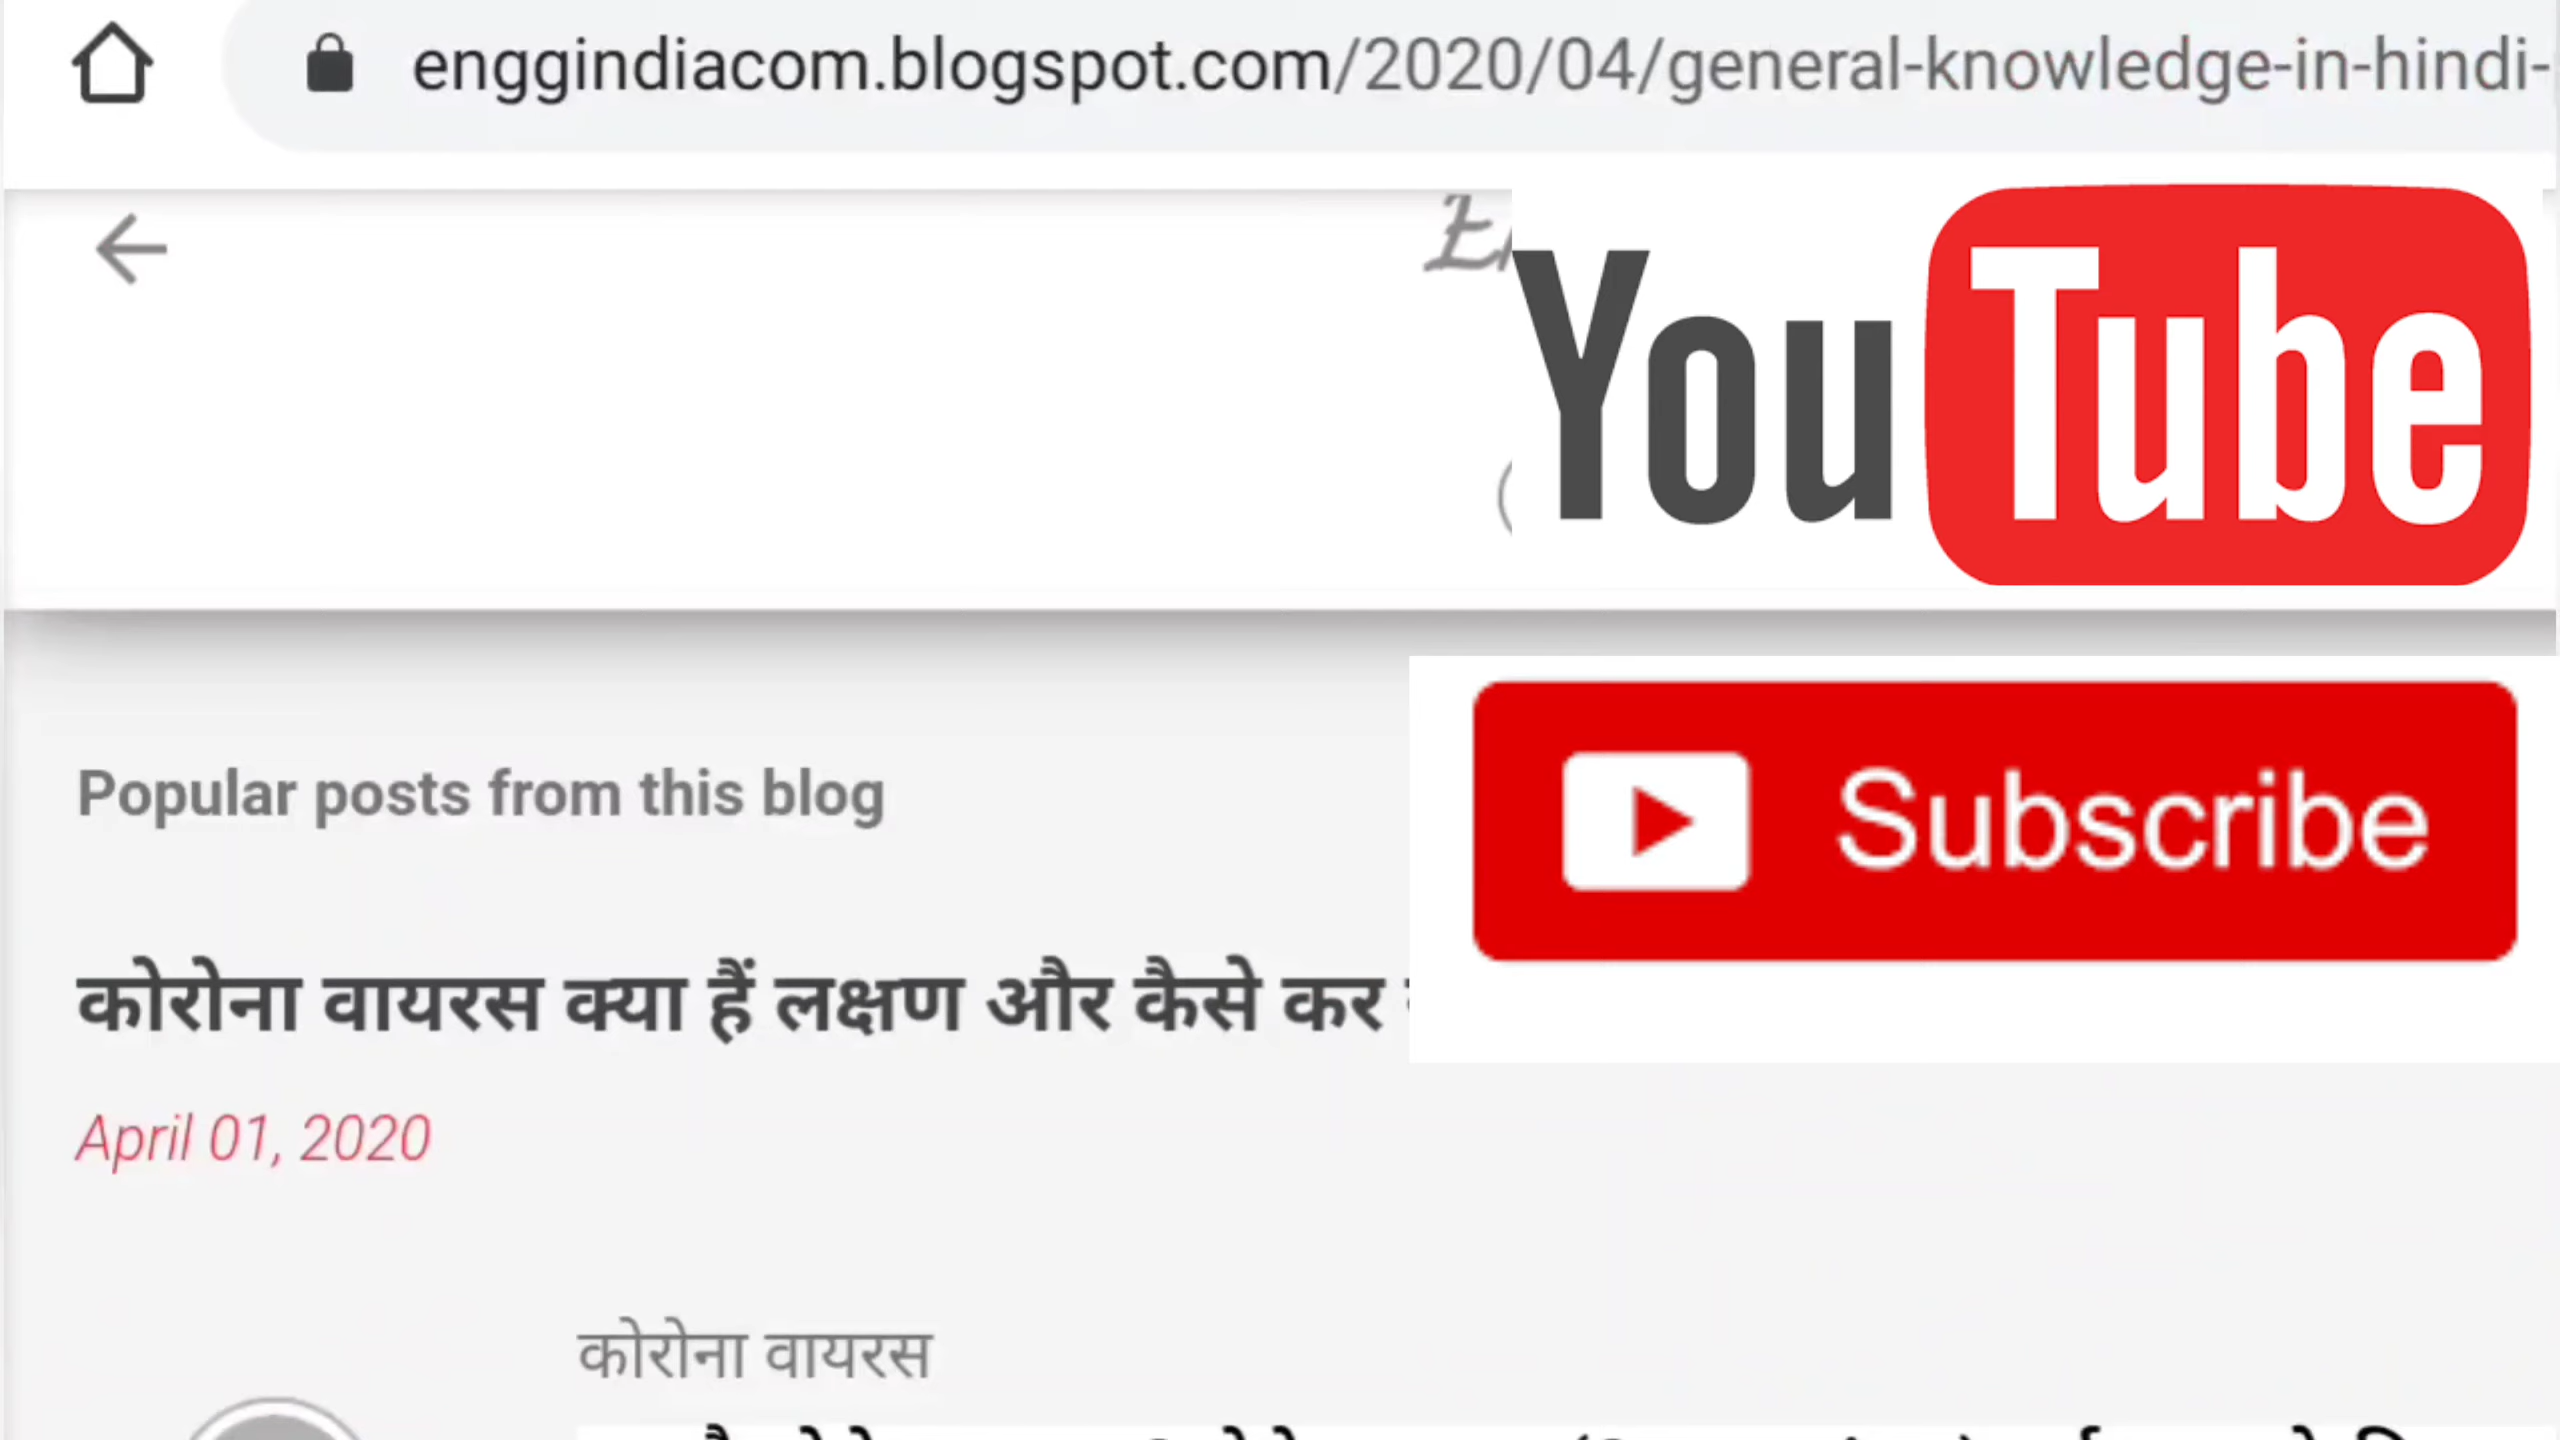 enggindiacom.blogspot.com/2020/04/general-knowledge-in-hindi-
YouTube
Subscribe
Popular posts from this blog
कोरोना वायरस क्या हैं लक्षण और कैसे कर
April 01, 2020
कोरोना वायरस